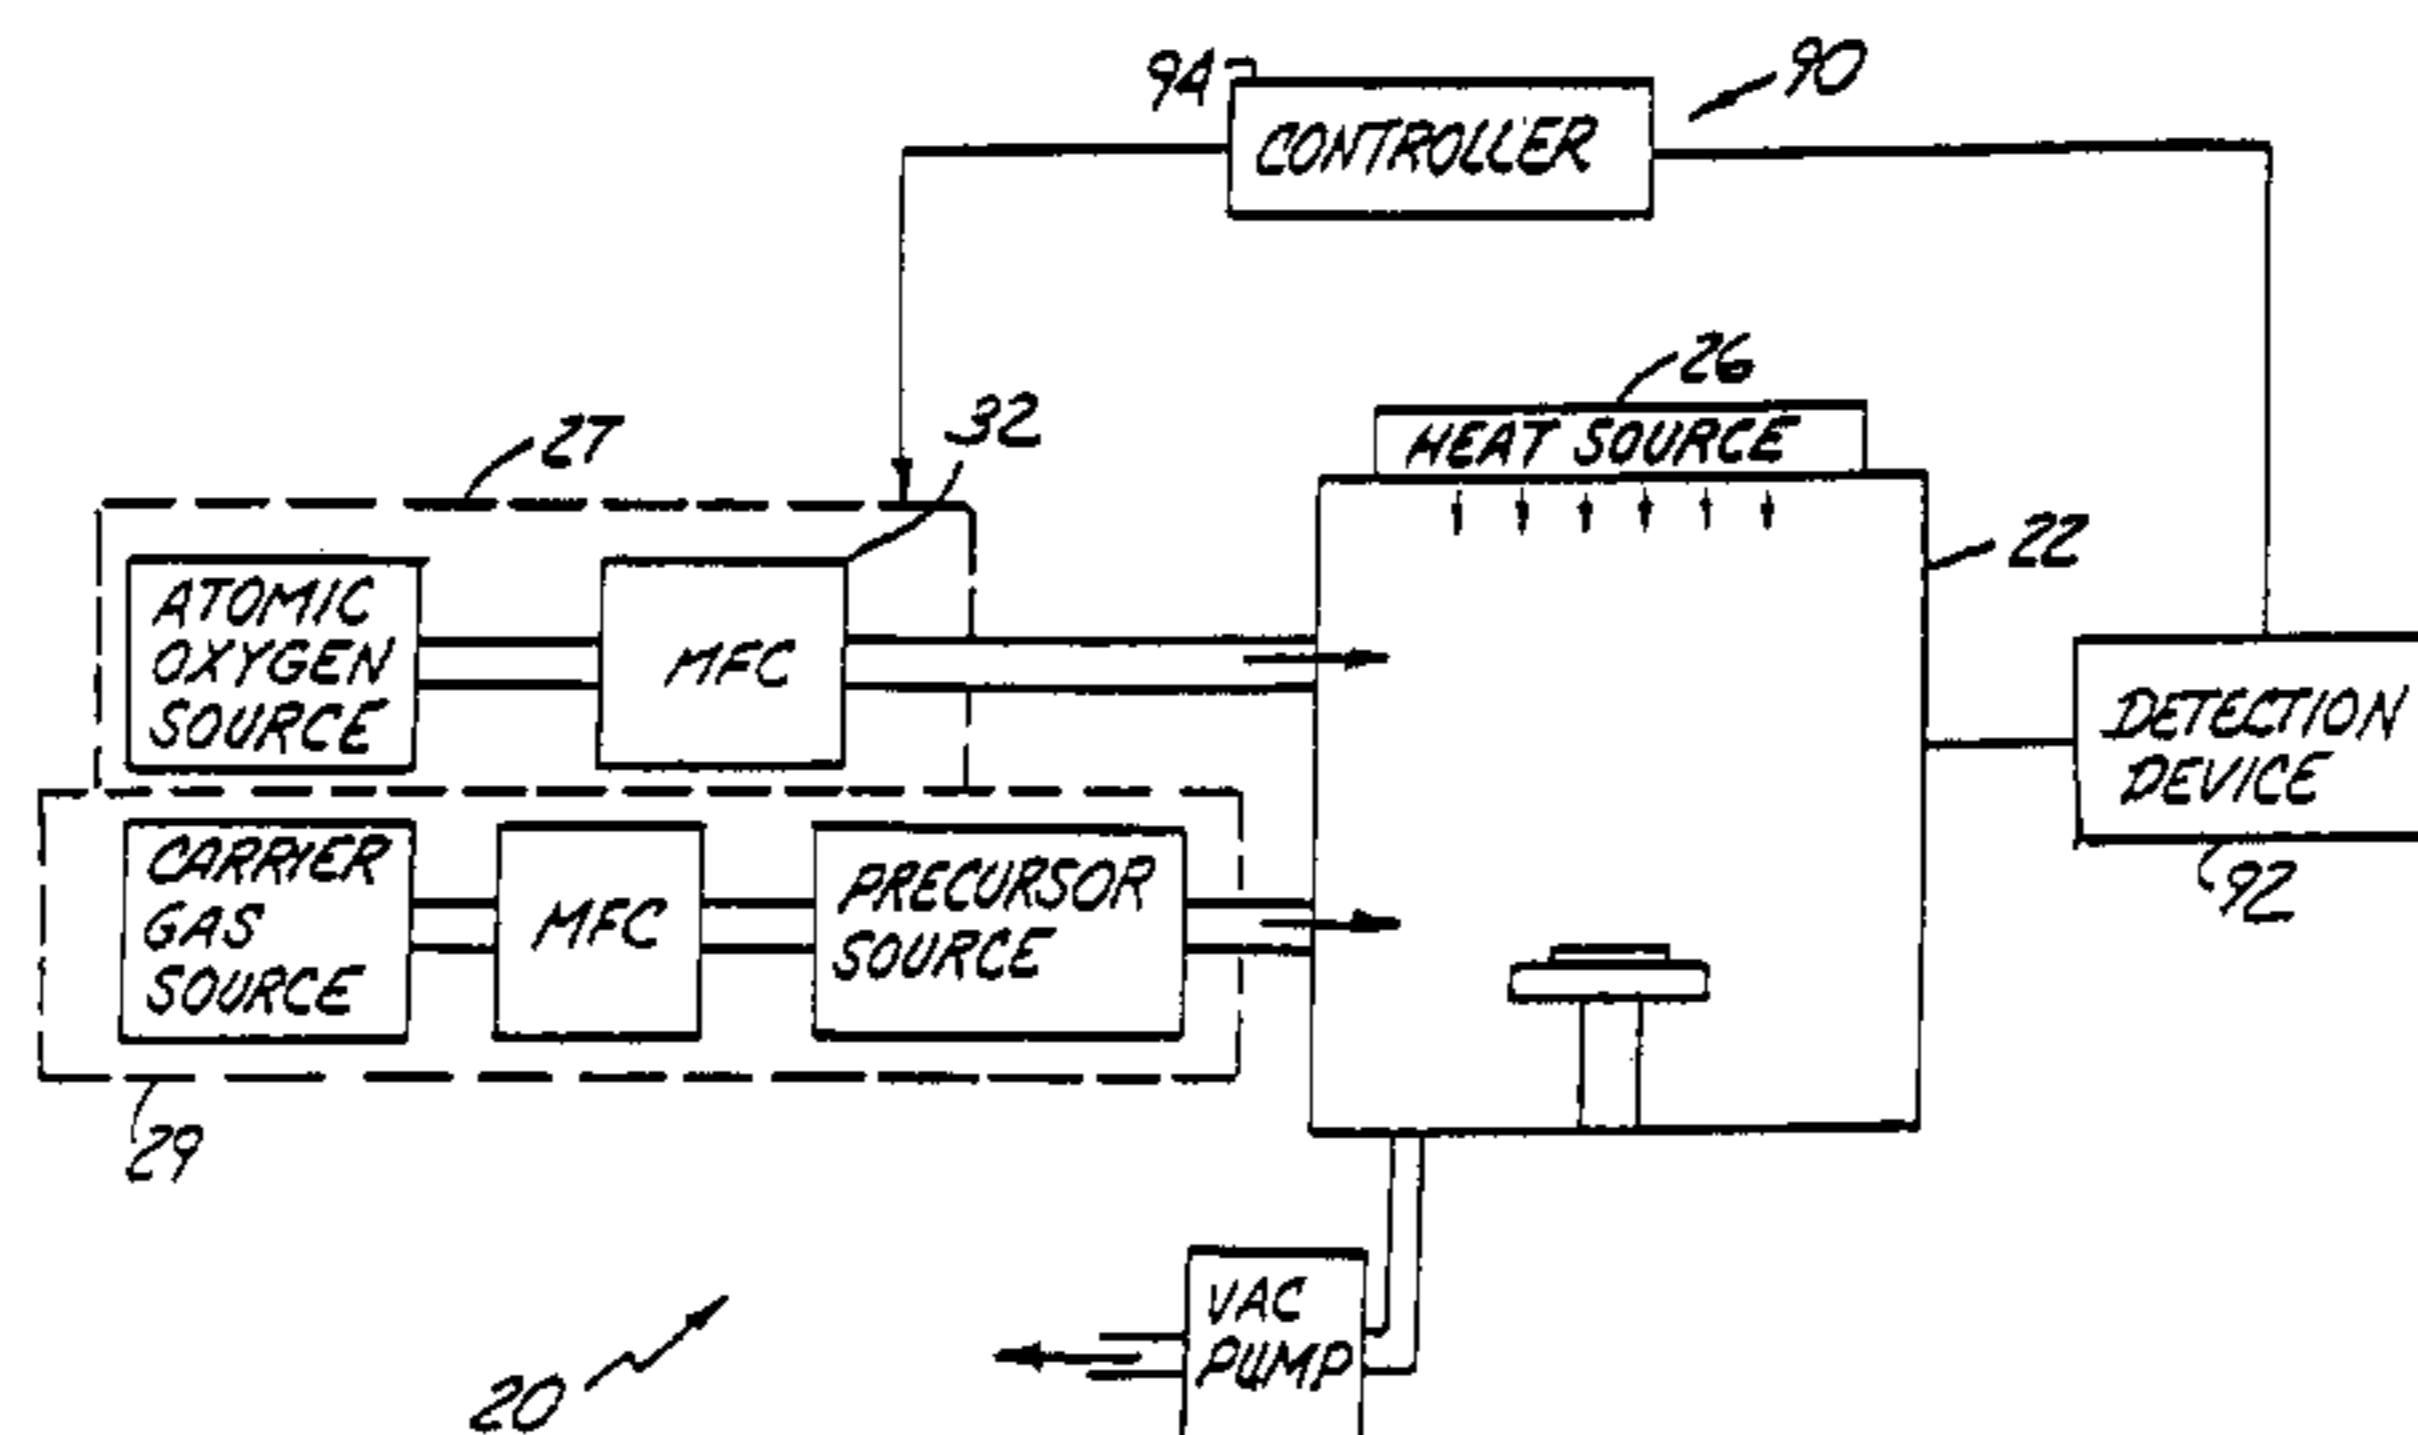 94
90
CONTROLLER
26
HEAT SOURCE
27
32
22
ATOMIC
OXYGEN
SOURCE
MFC
DETECTION
DEVICE
92
CARRIER
GAS
SOURCE
MFC
PRECURSOR
SOURCE
29
VAC
PUMP
20